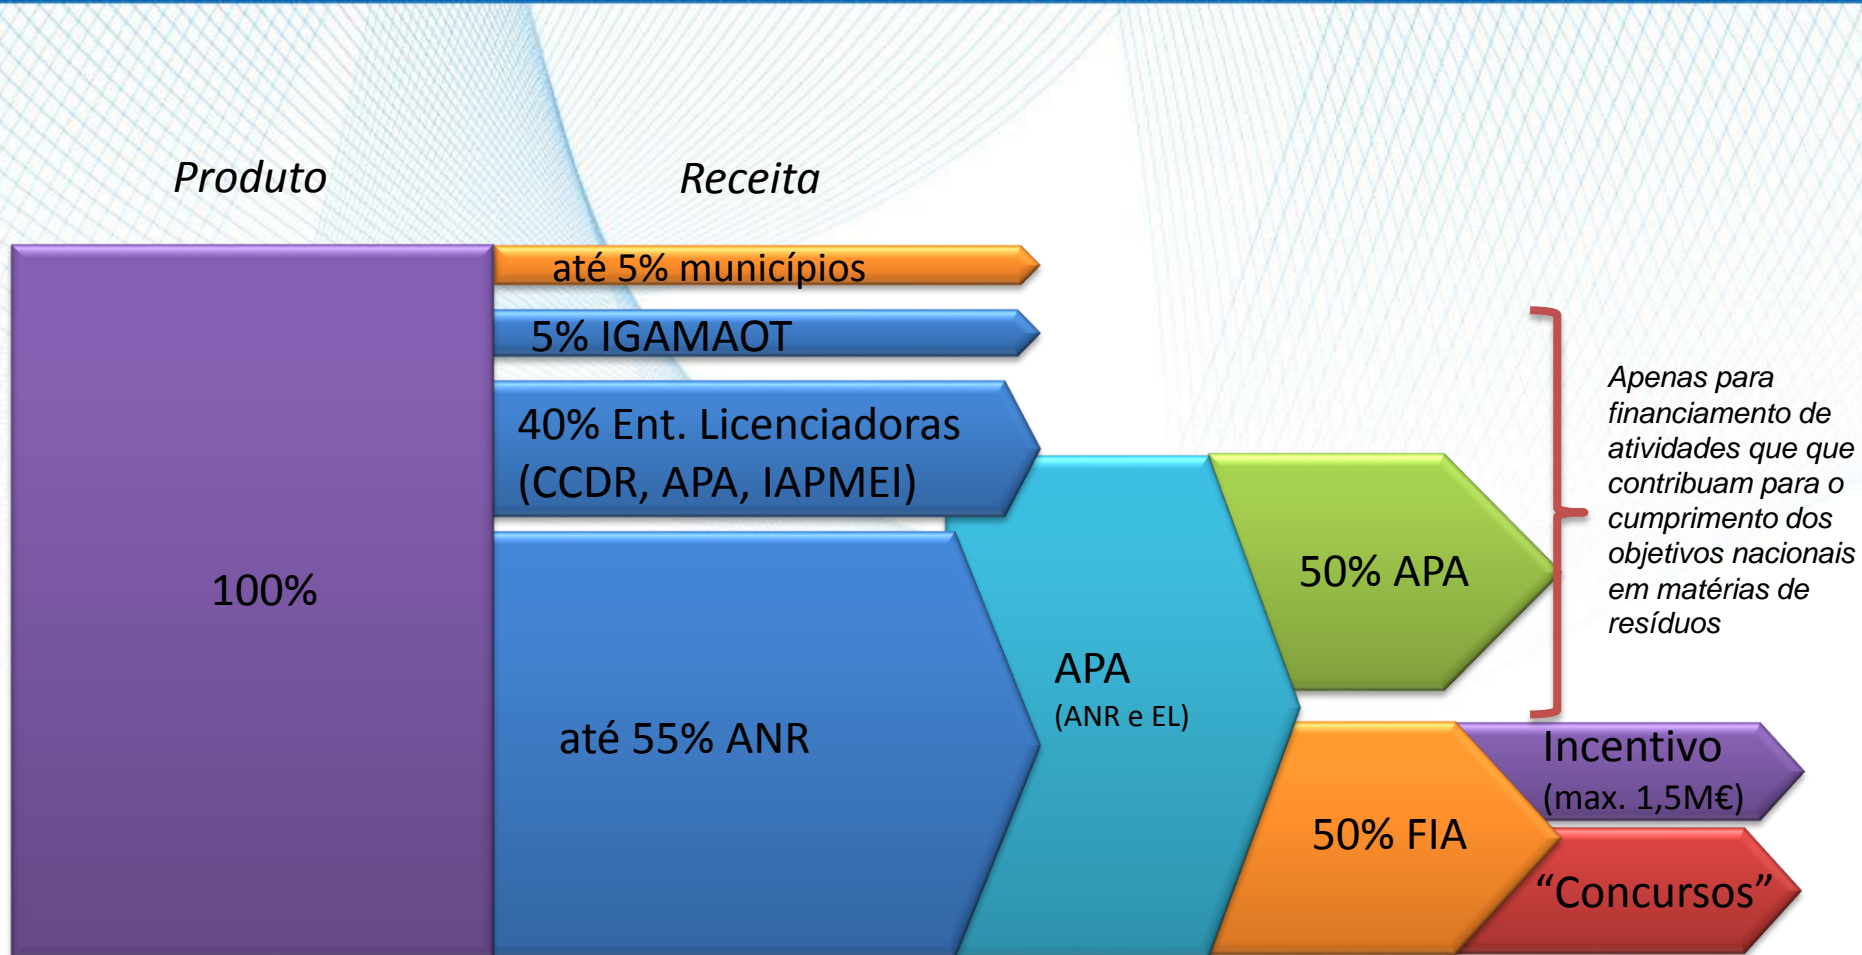 Produto
Receita
até 5% municípios
5% IGAMAOT
40% Ent. Licenciadoras
(CCDR, APA, IAPMEI)
100%
até 55% ANR
APA
(ANR e EL)
50% APA
50% FIA
Incentivo
(max. 1,5M€)
“Concursos”
Apenas para
financiamento de
atividades que que
contribuam para o
cumprimento dos
objetivos nacionais
em matérias de
resíduos